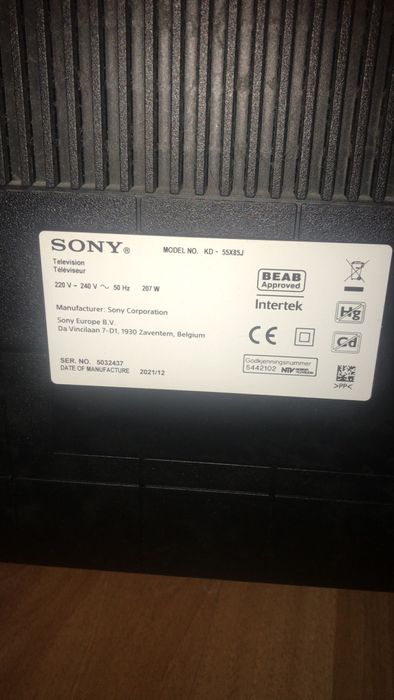 SONY® MODEL NO. KD - 55X85J
Television
Téléviseur
220 V - 240 V ~ 50 Hz 207 W
Manufacturer: Sony Corporation
Sony Europe B.V.
Da Vincilaan 7-D1, 1930 Zaventem, Belgium
SER. NO. 5032437
DATE OF MANUFACTURE 2021/12
BEAB
Approved
Intertek
CE
Godkjenningsnummer
5442102 NTV
Hg
Cd
>PP<